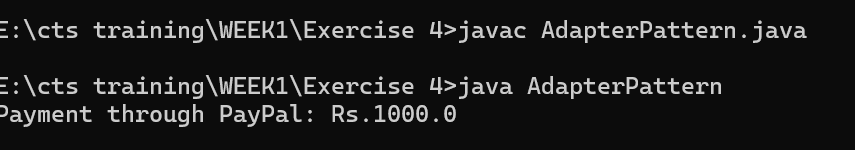 E:\cts training\WEEK1\Exercise 4>javac AdapterPattern.java
E:\cts training\WEEK1\Exercise 4>java AdapterPattern
Payment through PayPal: Rs.1000.0